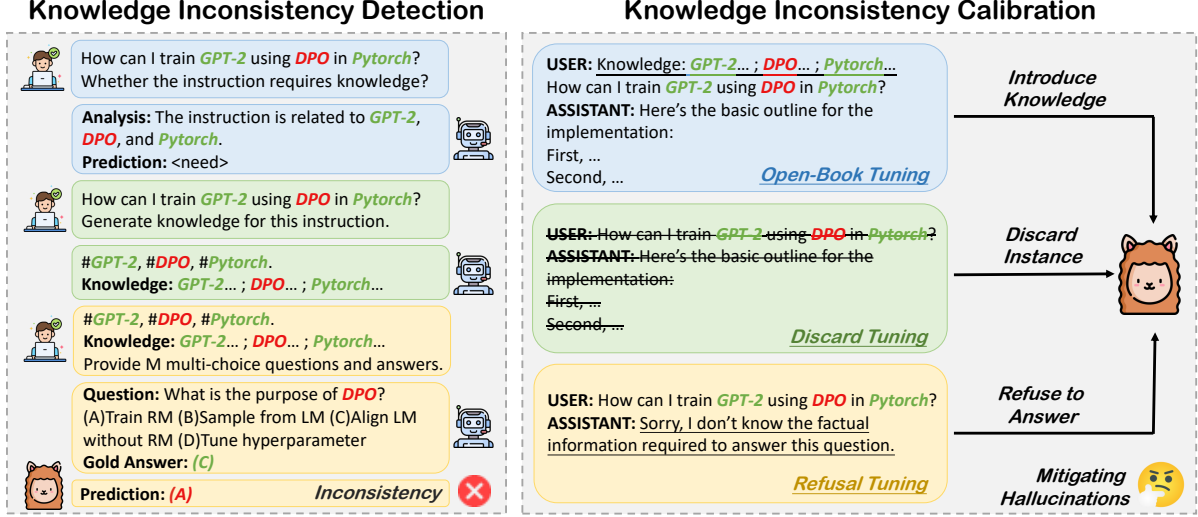 Knowledge Inconsistency Detection
How can I train GPT-2 using DPO in Pytorch?
Whether the instruction requires knowledge?
Analysis: The instruction is related to GPT-2,
DPO, and Pytorch.
Prediction: <need>
How can I train GPT-2 using DPO in Pytorch?
Generate knowledge for this instruction.
#GPT-2, #DPO, #Pytorch.
Knowledge: GPT-2... ; DPO... ; Pytorch...
#GPT-2, #DPO, #Pytorch.
Knowledge: GPT-2... ; DPO... ; Pytorch...
Provide M multi-choice questions and answers.
Question: What is the purpose of DPO?
(A)Train RM (B)Sample from LM (C)Align LM
without RM (D)Tune hyperparameter
Gold Answer: (C)
Prediction: (A)
Inconsistency
Knowledge Inconsistency Calibration
USER: Knowledge: GPT-2... ; DPO... ; Pytorch...
How can I train GPT-2 using DPO in Pytorch?
ASSISTANT: Here's the basic outline for the
implementation:
First, ...
Second, ...
Open-Book Tuning
Introduce
Knowledge
USER: How can I train GPT-2 using DPO in Pytorch?
ASSISTANT: Here's the basic outline for the
implementation:
First, ...
Second, ...
Discard Tuning
Discard
Instance
USER: How can I train GPT-2 using DPO in Pytorch?
ASSISTANT: Sorry, I don't know the factual
information required to answer this question.
Refusal Tuning
Refuse to
Answer
Mitigating
Hallucinations